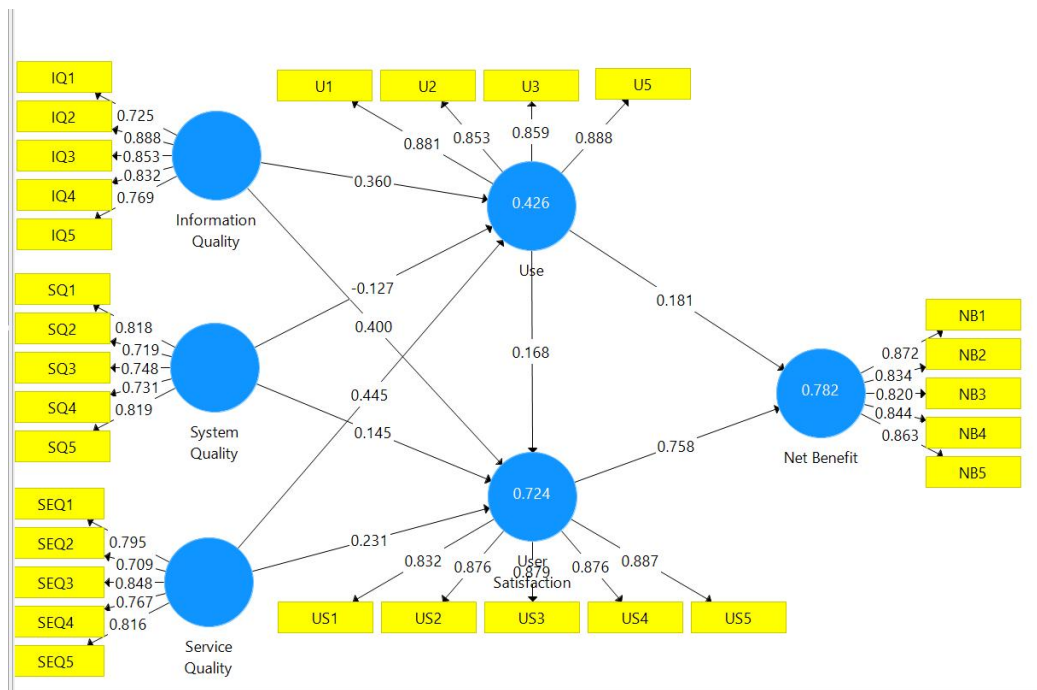 IQ1
IQ2
IQ3
IQ4
IQ5
0.725
0.888
0.853
0.832
0.769
Information
Quality
U1
U2
U3
U5
0.881
0.853
0.859
0.888
0.360
0.426
Use
SQ1
SQ2
SQ3
SQ4
SQ5
0.818
0.719
0.748
0.731
0.819
System
Quality
-0.127
0.400
0.445
0.145
0.168
0.181
0.758
0.782
Net Benefit
0.872
0.834
0.820
0.844
0.863
NB1
NB2
NB3
NB4
NB5
SEQ1
SEQ2
SEQ3
SEQ4
SEQ5
0.795
0.709
0.848
0.767
0.816
Service
Quality
0.231
0.724
User
Satisfaction
0.832
0.876
0.879
0.876
0.887
US1
US2
US3
US4
US5